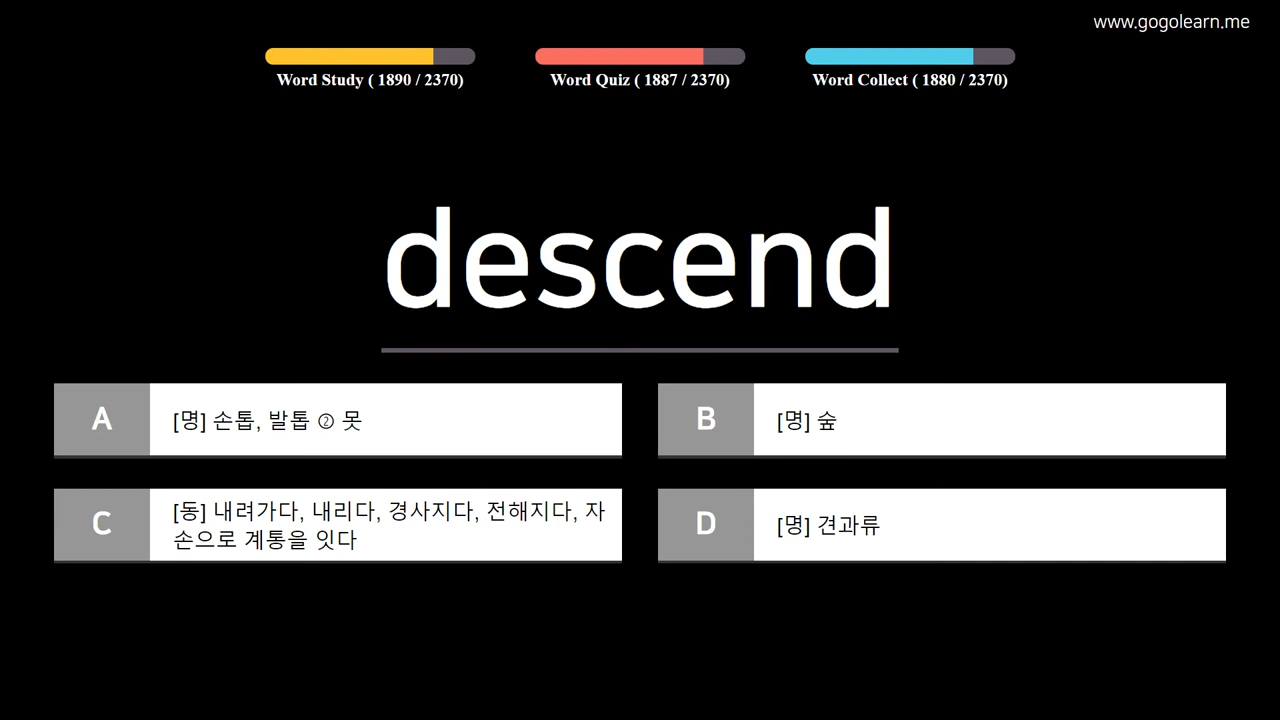 www.gogolearn.me
Word Study ( 1890 / 2370)
Word Quiz ( 1887 / 2370)
Word Collect ( 1880 / 2370)
descend
A
[명] 손톱, 발톱 ② 못
B
[명] 숲
C
[동] 내려가다, 내리다, 경사지다, 전해지다, 자
손으로 계통을 잇다
D
[명] 견과류